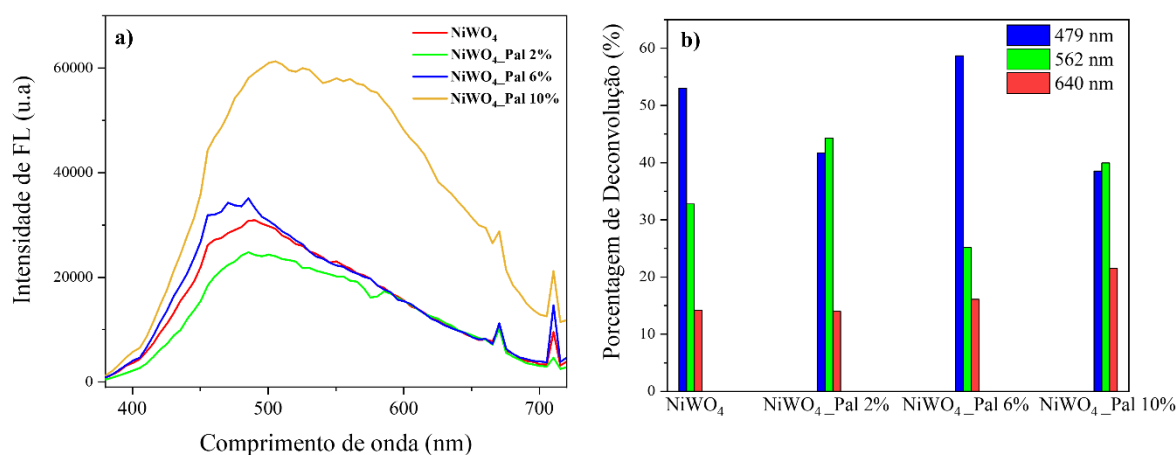 a)
NiWO₄
NiWO₄_Pal 2%
NiWO₄_Pal 6%
NiWO₄_Pal 10%
Intensidade de FL (u.a)
60000
40000
20000
0
400
500
600
700
Comprimento de onda (nm)
b)
479 nm
562 nm
640 nm
Porcentagem de Deconvolução (%)
60
50
40
30
20
10
0
NiWO₄
NiWO₄_Pal 2%
NiWO₄_Pal 6%
NiWO₄_Pal 10%